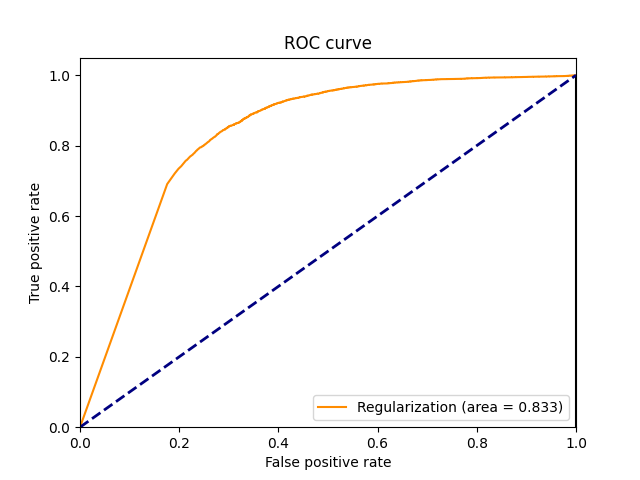 ROC curve
True positive rate
1.0
0.8
0.6
0.4
0.2
0.0
0.0 0.2 0.4 0.6 0.8 1.0
False positive rate
Regularization (area = 0.833)